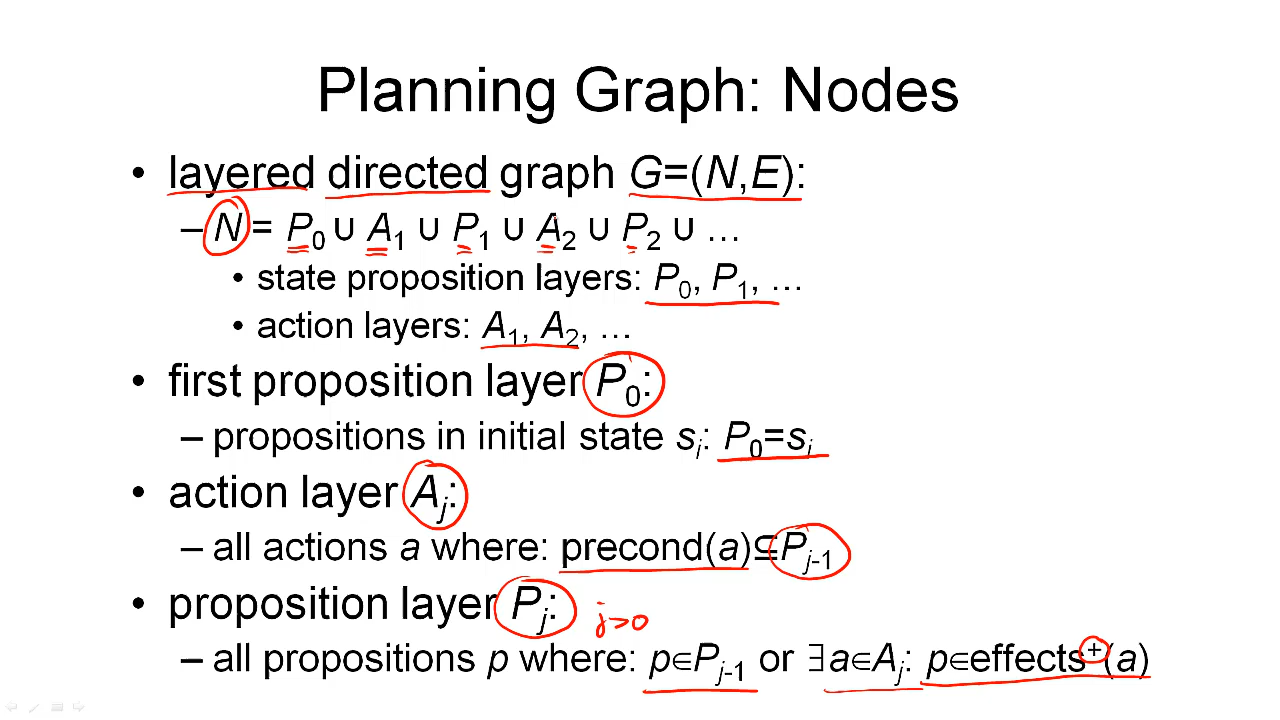 Planning Graph: Nodes
• layered directed graph G=(N,E):
– N = P₀ ∪ A₁ ∪ P₁ ∪ A₂ ∪ P₂ ∪ …
• state proposition layers: P₀, P₁, …
• action layers: A₁, A₂, …
• first proposition layer P₀:
– propositions in initial state sᵢ: P₀=sᵢ
• action layer Aⱼ:
– all actions a where: precond(a)⊆Pⱼ₋₁
• proposition layer Pⱼ: j>0
– all propositions p where: p∈Pⱼ₋₁ or ∃a∈Aⱼ: p∈effects⁺(a)